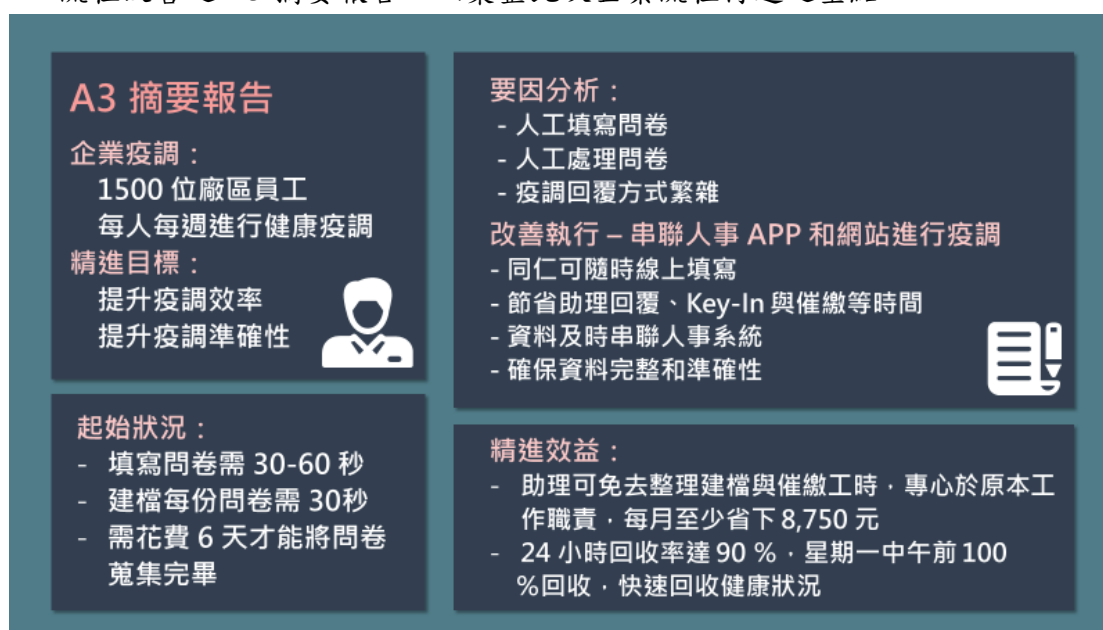 A3 摘要報告
企業疫調：
1500 位廠區員工
每人每週進行健康疫調
精進目標：
提升疫調效率
提升疫調準確性
要因分析：
- 人工填寫問卷
- 人工處理問卷
- 疫調回覆方式繁雜
改善執行 – 串聯人事 APP 和網站進行疫調
- 同仁可隨時線上填寫
- 節省助理回覆、Key-In 與催繳等時間
- 資料及時串聯人事系統
- 確保資料完整和準確性
起始狀況：
- 填寫問卷需 30-60 秒
- 建檔每份問卷需 30秒
- 需花費 6 天才能將問卷
蒐集完畢
精進效益：
- 助理可免去整理建檔與催繳工時，專心於原本工
作職責，每月至少省下 8,750 元
- 24 小時回收率達 90 %，星期一中午前 100
%回收，快速回收健康狀況